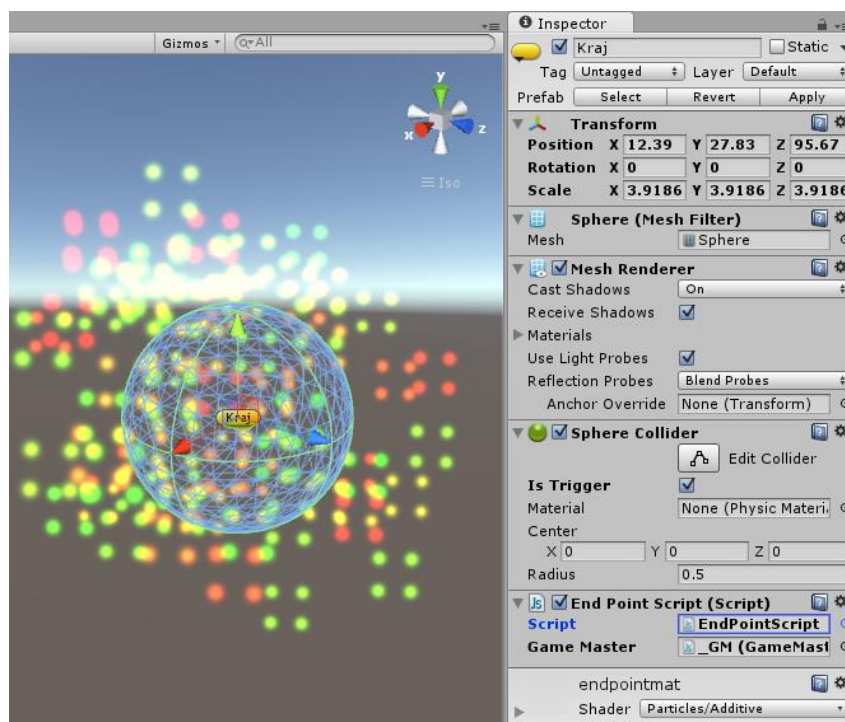 Gizmos
All
y
x
z
Iso
Kraj
Inspector
Kraj
Static
Tag Untagged Layer Default
Prefab Select Revert Apply
Transform
Position X 12.39 Y 27.83 Z 95.67
Rotation X 0 Y 0 Z 0
Scale X 3.9186 Y 3.9186 Z 3.9186
Sphere (Mesh Filter)
Mesh Sphere
Mesh Renderer
Cast Shadows On
Receive Shadows
Materials
Use Light Probes
Reflection Probes Blend Probes
Anchor Override None (Transform)
Sphere Collider
Edit Collider
Is Trigger
Material None (Physic Materi
Center
X 0 Y 0 Z 0
Radius 0.5
Js End Point Script (Script)
Script EndPointScript
Game Master _GM (GameMast
endpointmat
Shader Particles/Additive